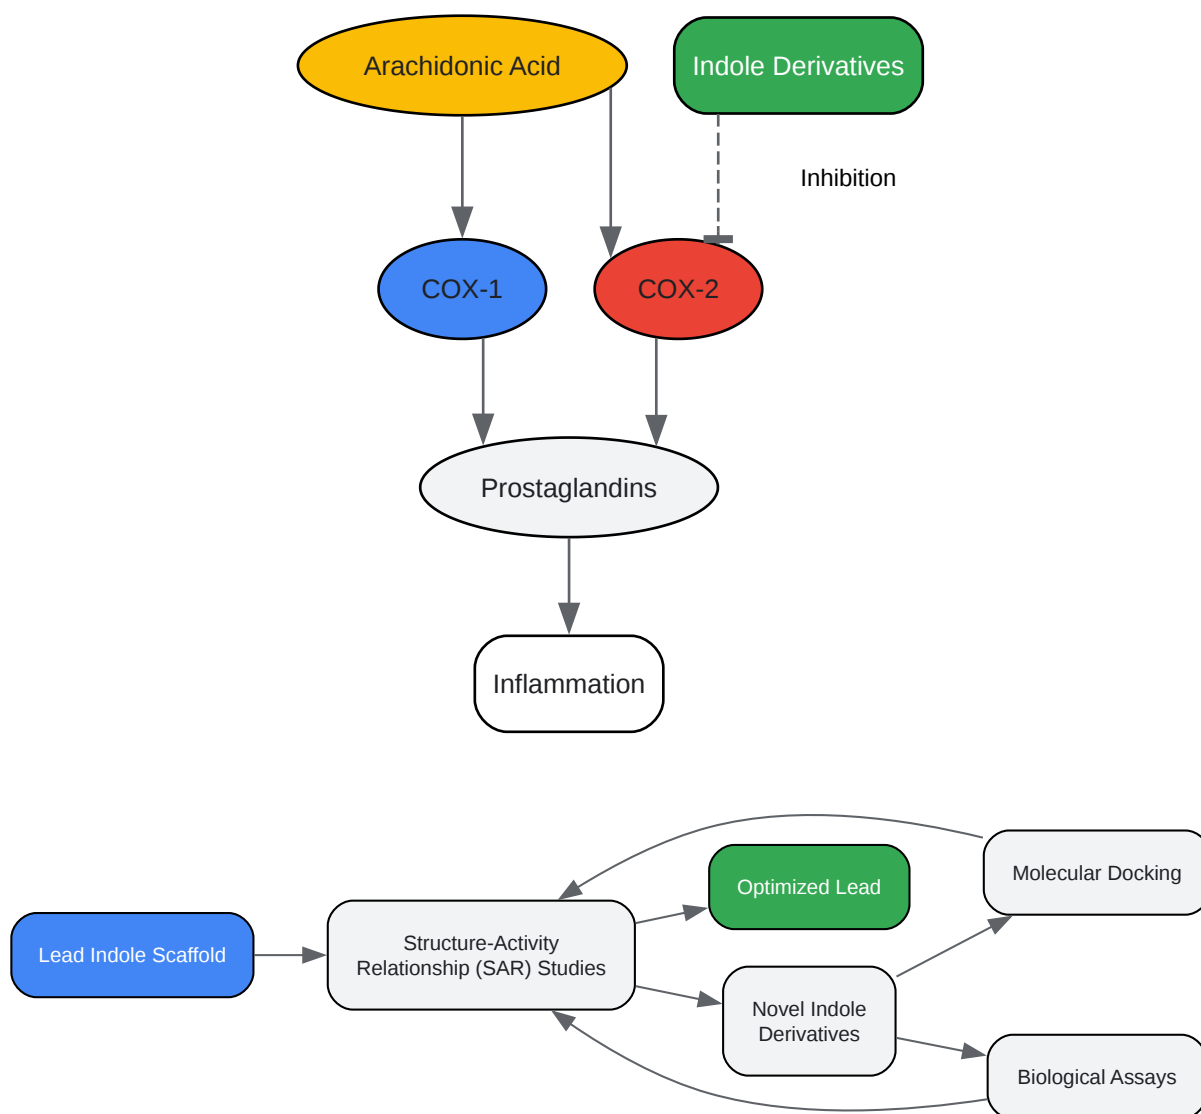 Arachidonic Acid
Indole Derivatives
Inhibition
COX-1
COX-2
Prostaglandins
Inflammation
Molecular Docking
Optimized Lead
Lead Indole Scaffold
Structure-Activity
Relationship (SAR) Studies
Novel Indole
Derivatives
Biological Assays